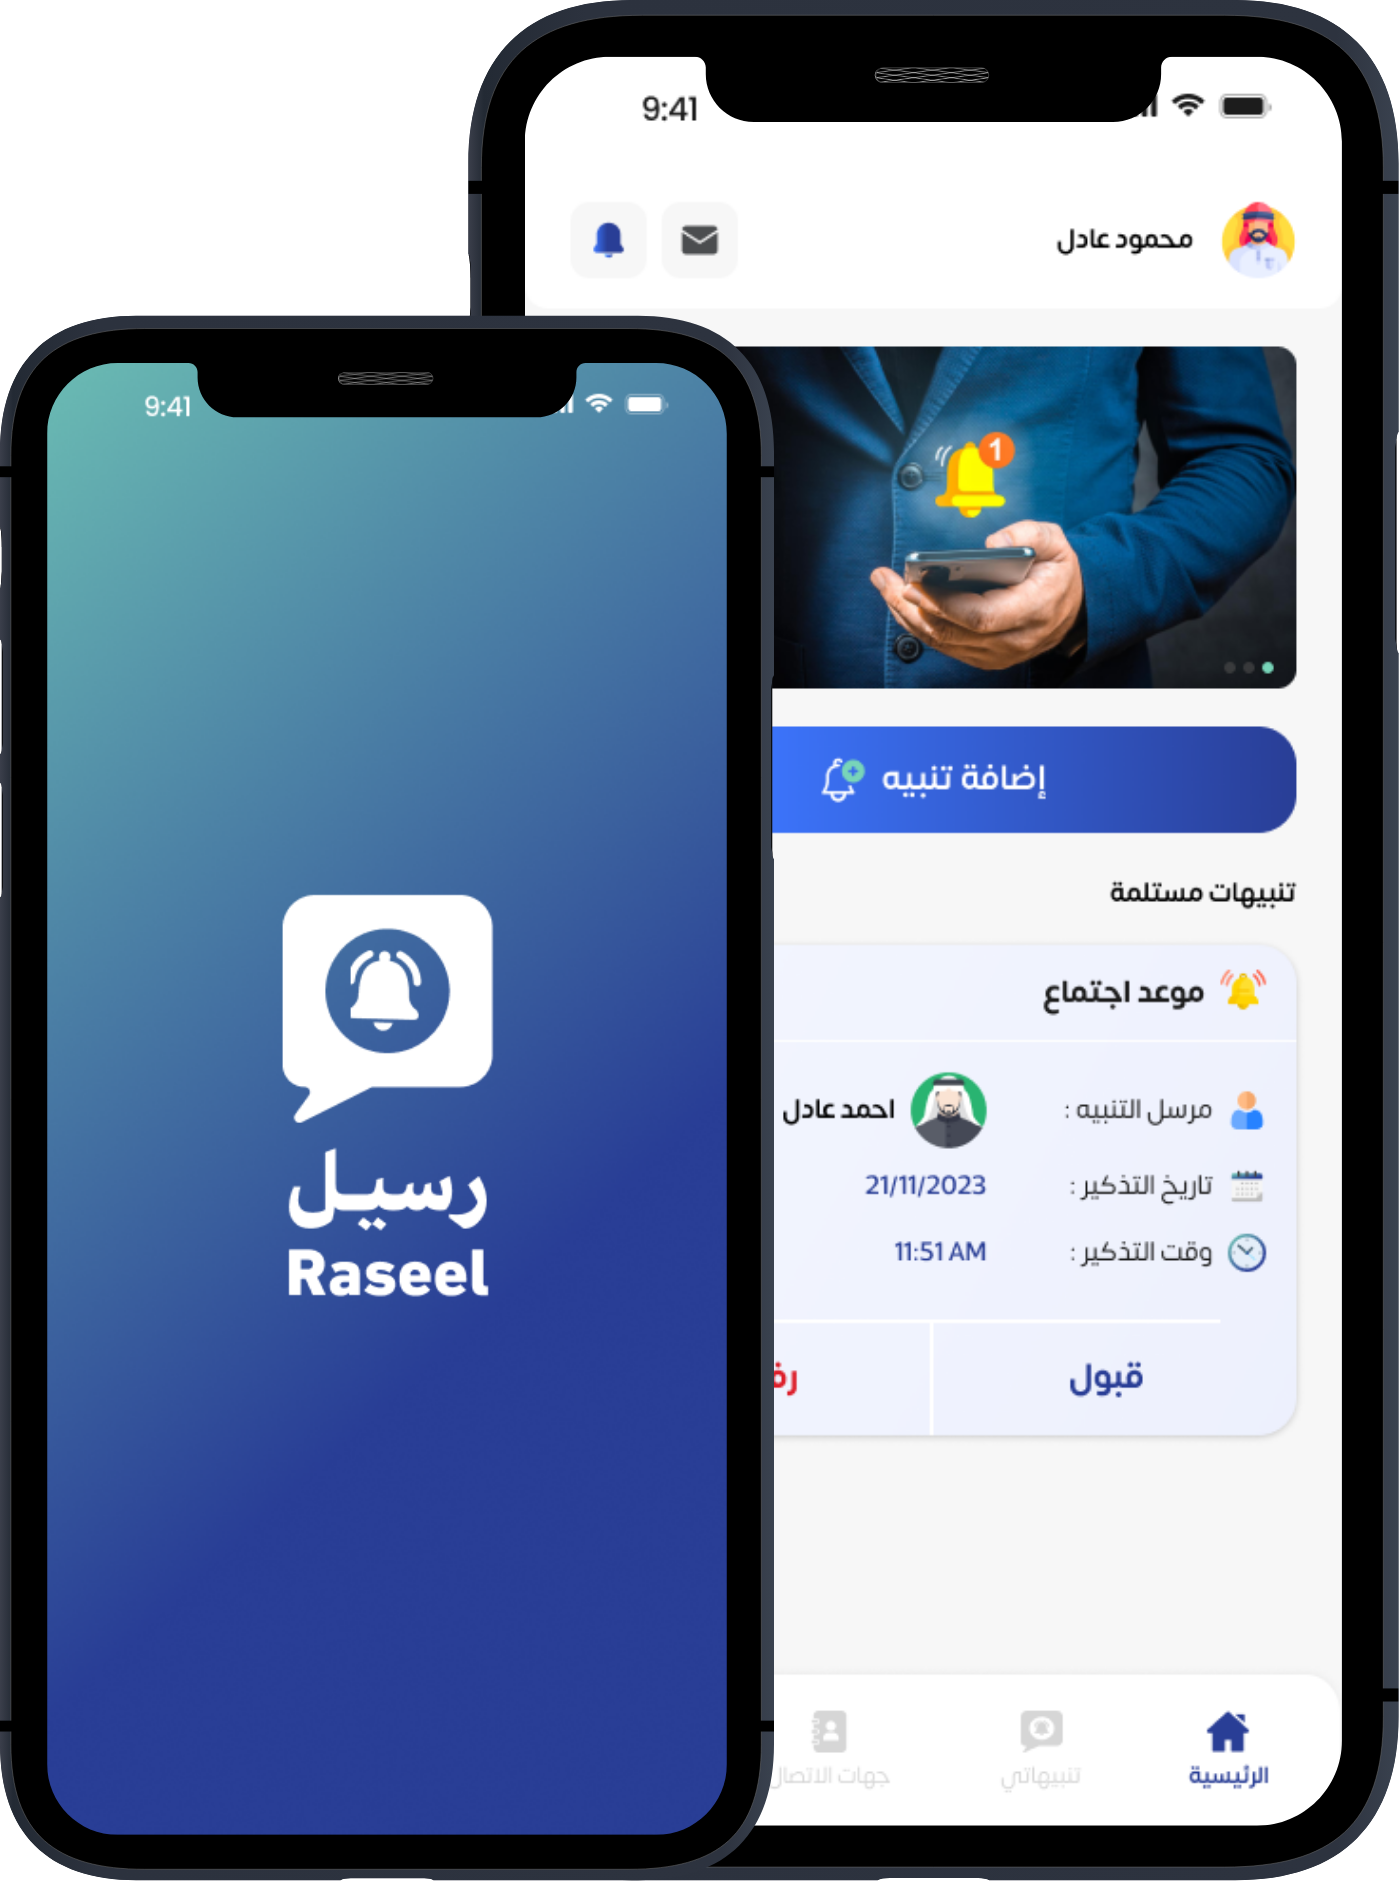 9:41
محمود عادل
1
إضافة تنبيه
تنبيهات مستلمة
موعد اجتماع
مرسل التنبيه :
احمد عادل
تاريخ التذكير :
21/11/2023
وقت التذكير :
11:51 AM
قبول
الرئيسية
تنبيهاتي
جهات الاتصال
9:41
رسيل
Raseel